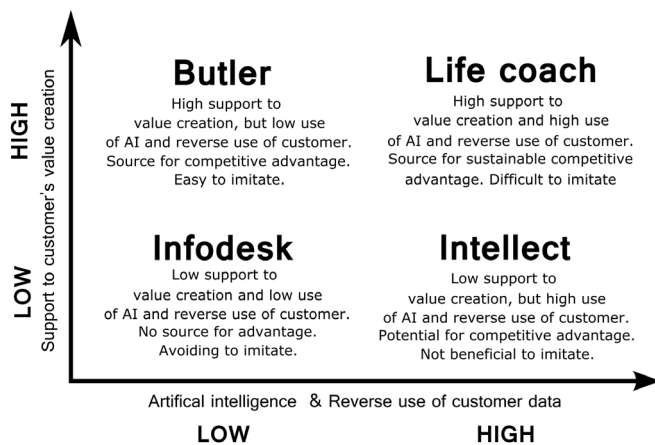 HIGH
LOW
Support to customer's value creation
Butler
High support to
value creation, but low use
of AI and reverse use of customer.
Source for competitive advantage.
Easy to imitate.
Life coach
High support to
value creation and high use
of AI and reverse use of customer.
Source for sustainable competitive
advantage. Difficult to imitate
Infodesk
Low support to
value creation and low use
of AI and reverse use of customer.
No source for advantage.
Avoiding to imitate.
Intellect
Low support to
value creation, but high use
of AI and reverse use of customer.
Potential for competitive advantage.
Not beneficial to imitate.
Artifical intelligence & Reverse use of customer data
LOW
HIGH